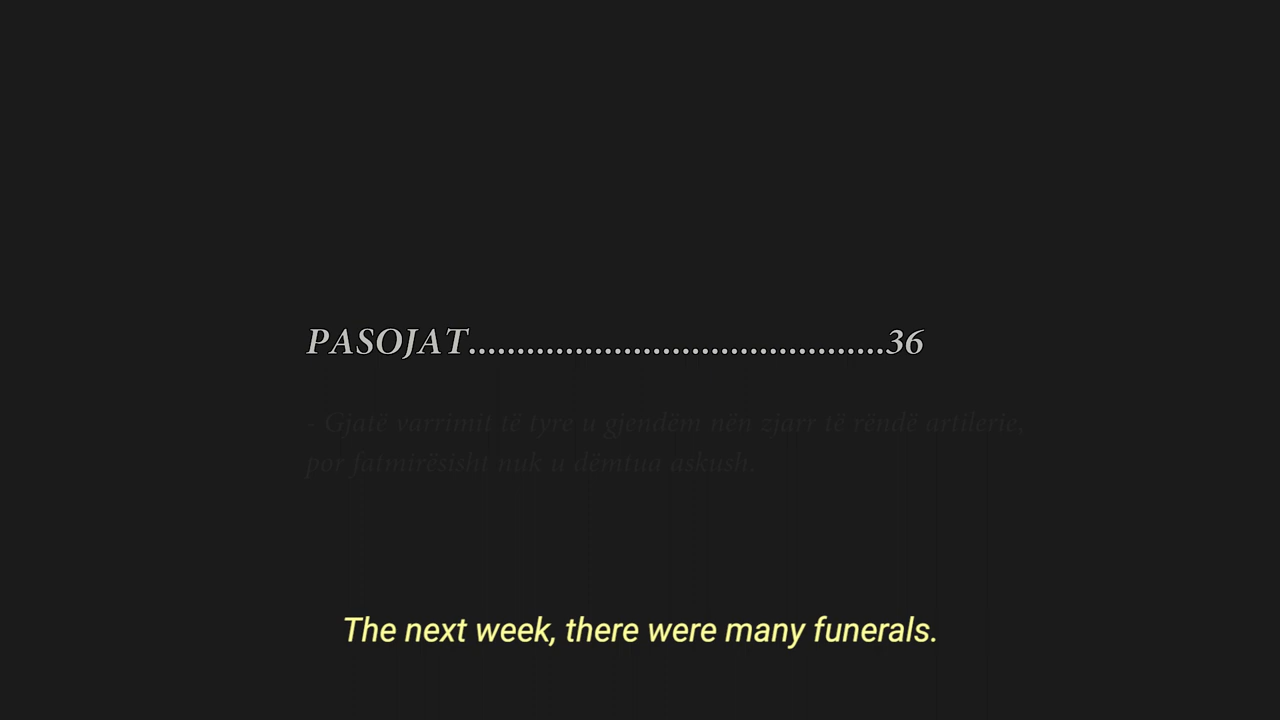 PASOJAT...........................................36
- Gjatë varrimit të tyre u gjendëm nën zjarr të rëndë artilerie,
por fatmirësisht nuk u dëmtua askush.
The next week, there were many funerals.